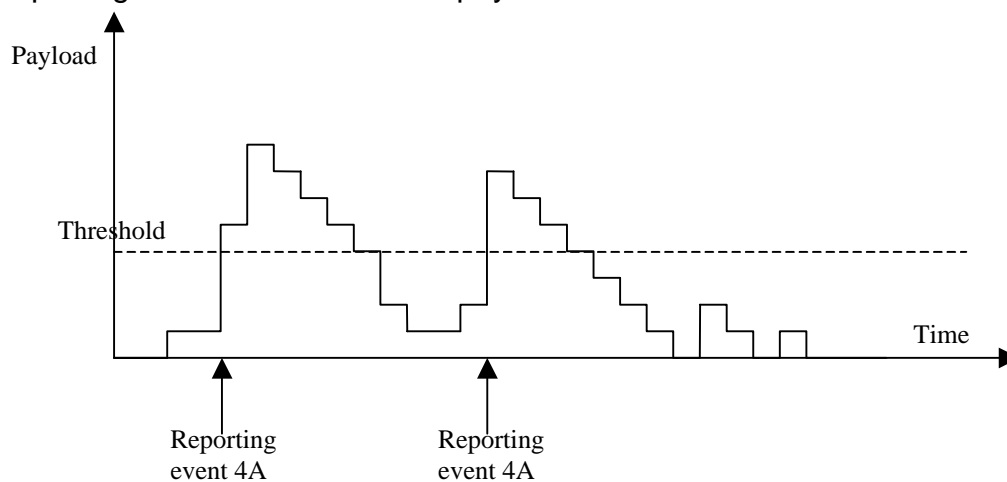 Payload
Threshold
Time
Reporting
event 4A
Reporting
event 4A